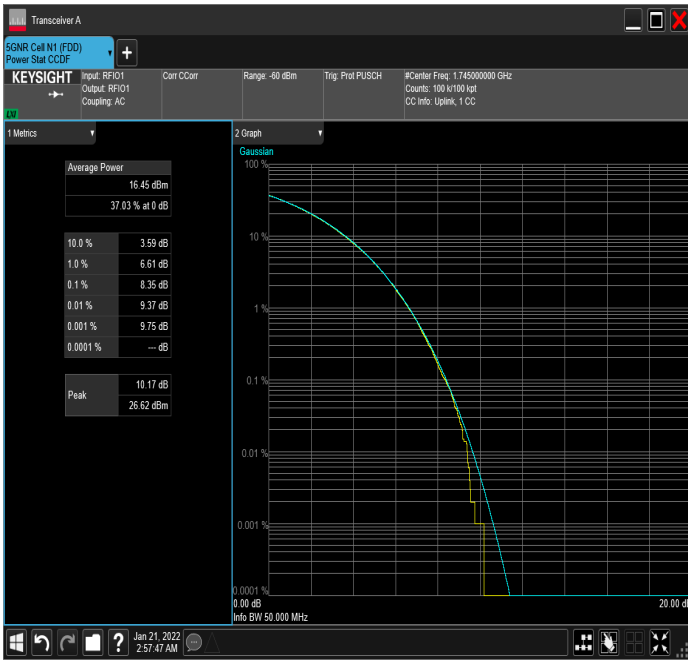 Transceiver A
5GNR Cell N1 (FDD)
Power Stat CCDF
+
KEYSIGHT
Input: RFIO1
Output: RFIO1
Coupling: AC
Corr CCorr
Range: -60 dBm
Trig: Prot PUSCH
#Center Freq: 1.745000000 GHz
Counts: 100 k/100 kpt
CC Info: Uplink, 1 CC
LXI
1 Metrics
Average Power
16.45 dBm
37.03 % at 0 dB
10.0 % 3.59 dB
1.0 % 6.61 dB
0.1 % 8.35 dB
0.01 % 9.37 dB
0.001 % 9.75 dB
0.0001 % --- dB
Peak
10.17 dB
26.62 dBm
2 Graph
Gaussian
100 %
10 %
1 %
0.1 %
0.01 %
0.001 %
0.0001 %
0.00 dB
20.00 dB
Info BW 50.000 MHz
?
Jan 21, 2022
2:57:47 AM